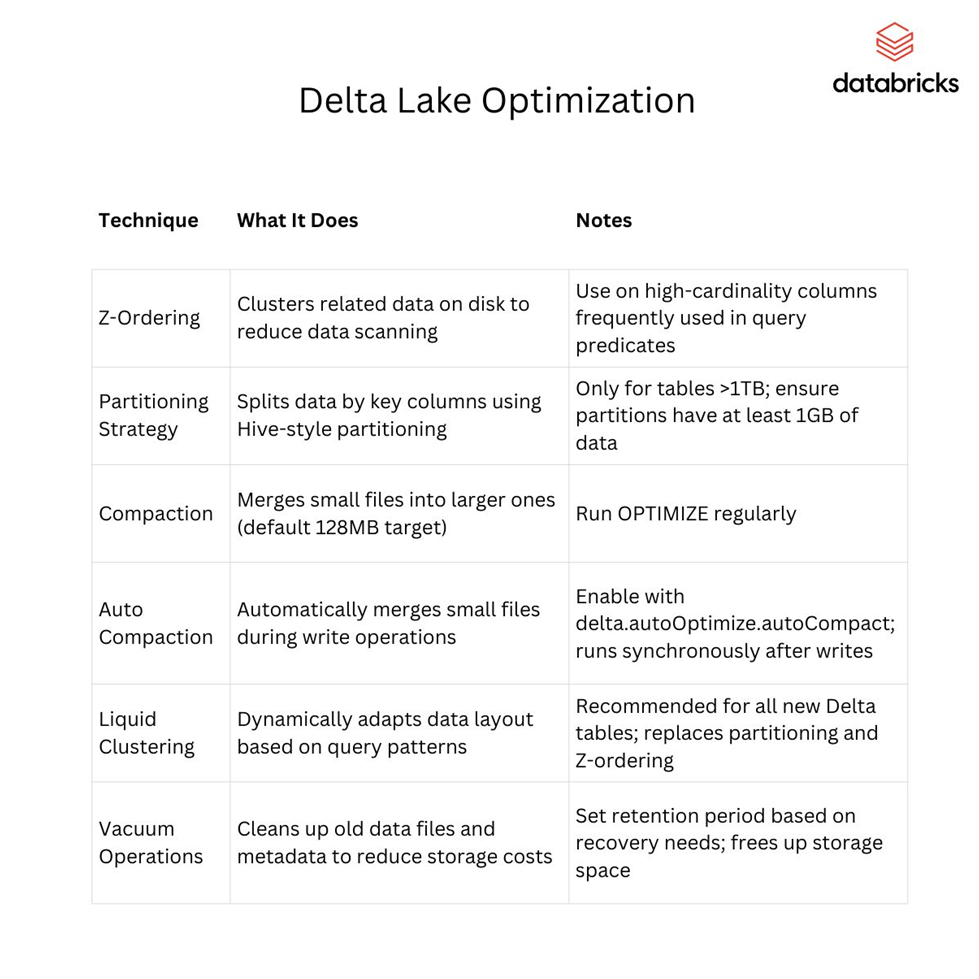 databricks
Delta Lake Optimization
Technique
What It Does
Notes
Z-Ordering
Clusters related data on disk to
reduce data scanning
Use on high-cardinality columns
frequently used in query
predicates
Partitioning
Strategy
Splits data by key columns using
Hive-style partitioning
Only for tables >1TB; ensure
partitions have at least 1GB of
data
Compaction
Merges small files into larger ones
(default 128MB target)
Run OPTIMIZE regularly
Auto
Compaction
Automatically merges small files
during write operations
Enable with
delta.autoOptimize.autoCompact;
runs synchronously after writes
Liquid
Clustering
Dynamically adapts data layout
based on query patterns
Recommended for all new Delta
tables; replaces partitioning and
Z-ordering
Vacuum
Operations
Cleans up old data files and
metadata to reduce storage costs
Set retention period based on
recovery needs; frees up storage
space